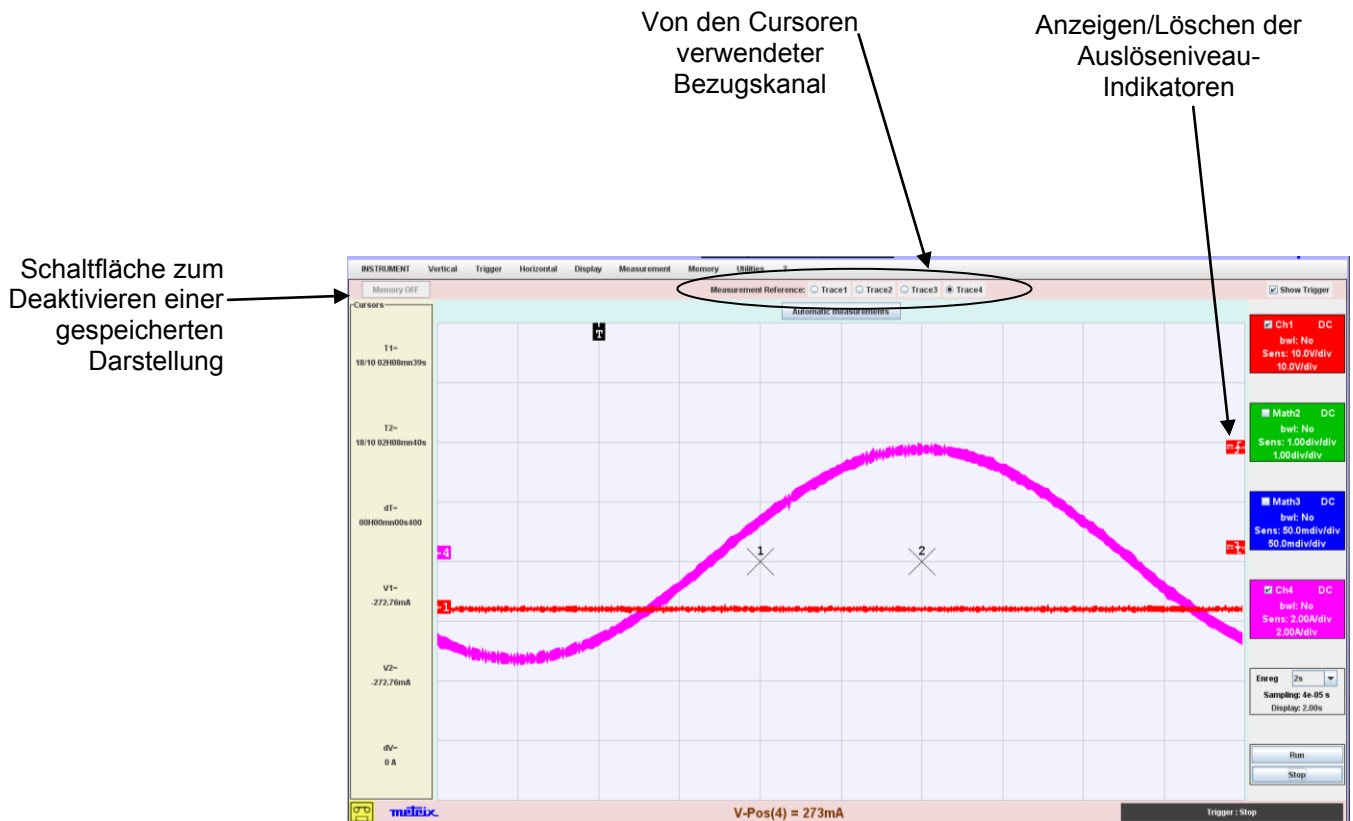 Von den Cursoren
verwendeter
Bezugskanal
Anzeigen/Löschen der
Auslöseniveau-
Indikatoren
Schaltfläche zum
Deaktivieren einer
gespeicherten
Darstellung
INSTRUMENT Vertical Trigger Horizontal Display Measurement Memory Utilities ?
Memory OFF
Measurement Reference: Trace1 Trace2 Trace3 Trace4
Show Trigger
Cursors
Automatic measurements
T
T1=
18/10 02H08mn39s
T2=
18/10 02H08mn40s
dT=
00H00mn00s400
V1=
-272.76mA
V2=
-272.76mA
dV=
0 A
4
1
1
2
Ch1 DC
bwl: No
Sens: 10.0V/div
10.0V/div
Math2 DC
bwl: No
Sens: 1.00div/div
1.00div/div
Math3 DC
bwl: No
Sens: 50.0mdiv/div
50.0mdiv/div
Ch4 DC
bwl: No
Sens: 2.00A/div
2.00A/div
Enreg 2s
Sampling: 4e-05 s
Display: 2.00s
Run
Stop
metrix
V-Pos(4) = 273mA
Trigger : Stop